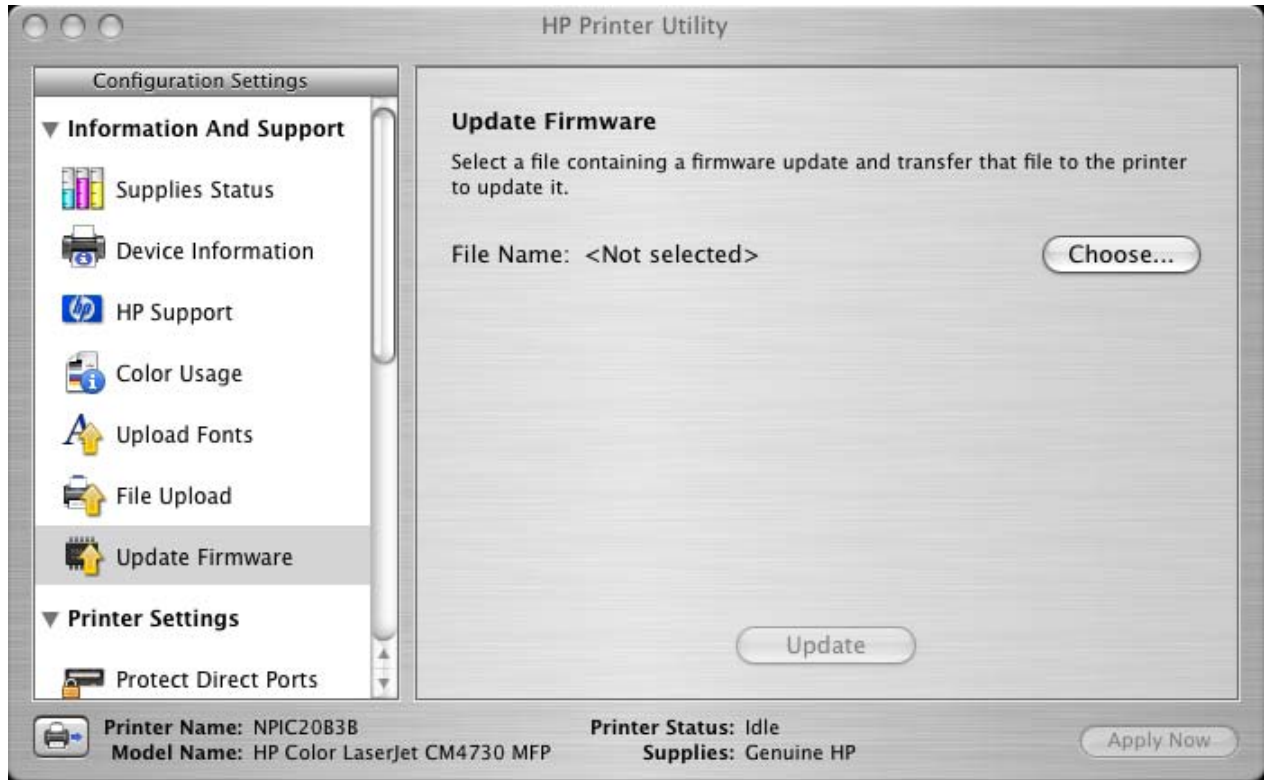 HP Printer Utility
Configuration Settings
Information And Support
Supplies Status
Device Information
hp
HP Support
Color Usage
Upload Fonts
File Upload
Update Firmware
Printer Settings
Protect Direct Ports
Update Firmware
Select a file containing a firmware update and transfer that file to the printer
to update it.
File Name: <Not selected>
Choose...
Update
Printer Name: NPIC20B3B
Model Name: HP Color LaserJet CM4730 MFP
Printer Status: Idle
Supplies: Genuine HP
Apply Now